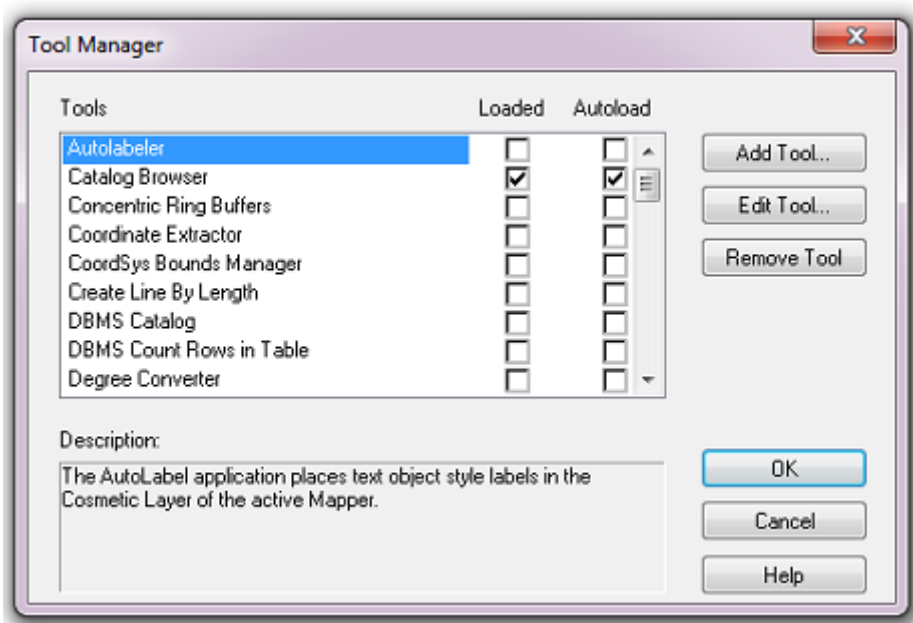 Tool Manager
Tools Loaded Autoload
Autolabeler
Catalog Browser
Concentric Ring Buffers
Coordinate Extractor
CoordSys Bounds Manager
Create Line By Length
DBMS Catalog
DBMS Count Rows in Table
Degree Converter
Add Tool...
Edit Tool...
Remove Tool
Description:
The AutoLabel application places text object style labels in the
Cosmetic Layer of the active Mapper.
OK
Cancel
Help